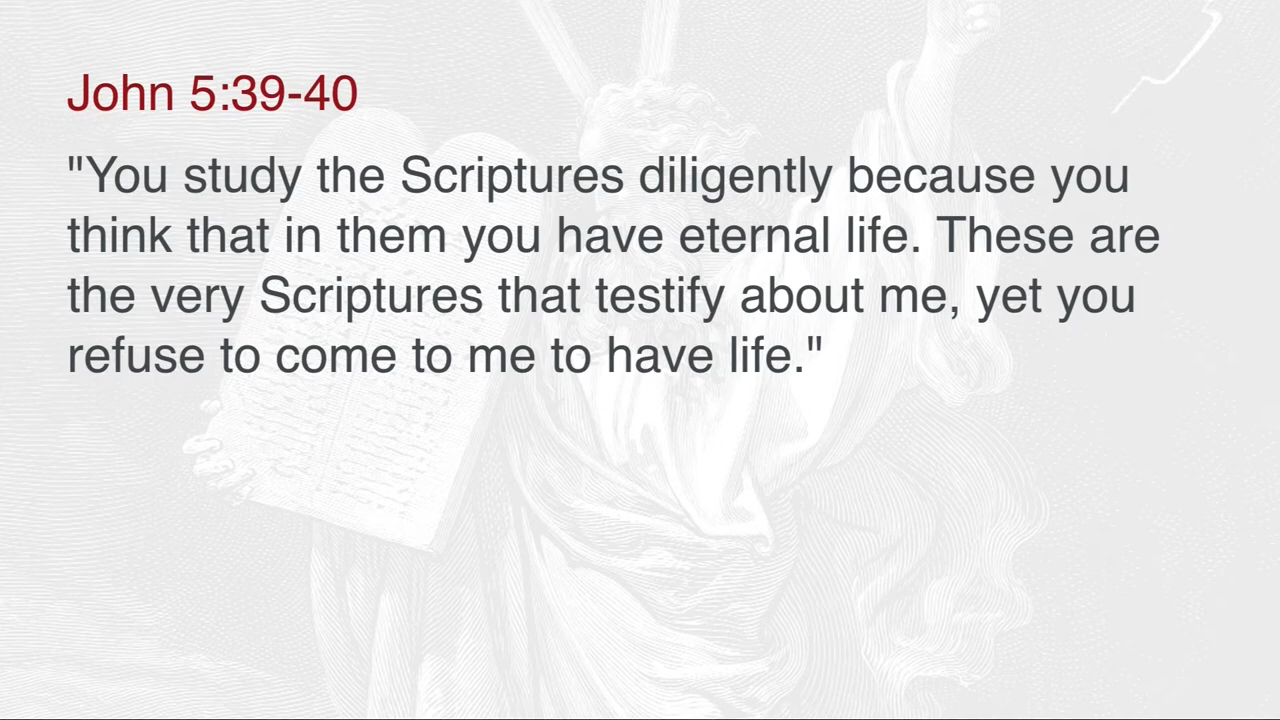 John 5:39-40
"You study the Scriptures diligently because you
think that in them you have eternal life. These are
the very Scriptures that testify about me, yet you
refuse to come to me to have life."